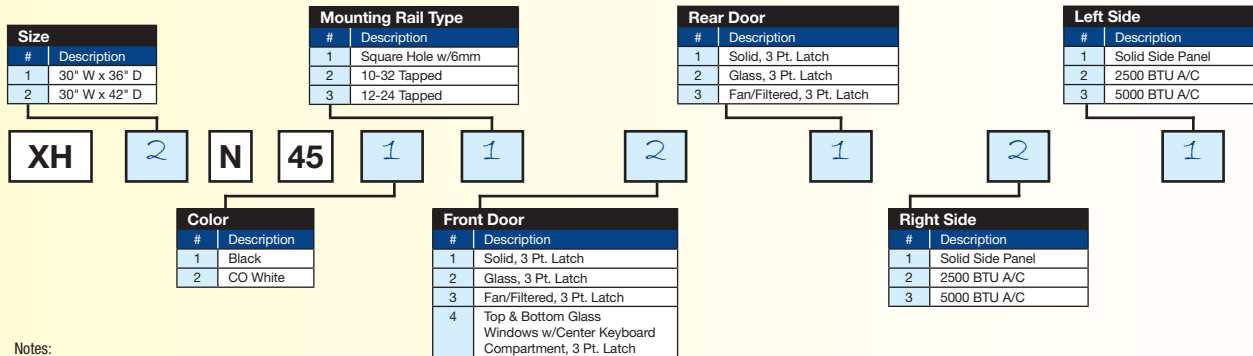 Size
# Description
1 30" W x 36" D
2 30" W x 42" D
Mounting Rail Type
# Description
1 Square Hole w/6mm
2 10-32 Tapped
3 12-24 Tapped
Rear Door
# Description
1 Solid, 3 Pt. Latch
2 Glass, 3 Pt. Latch
3 Fan/Filtered, 3 Pt. Latch
Left Side
# Description
1 Solid Side Panel
2 2500 BTU A/C
3 5000 BTU A/C
XH 2 N 45 1 1 2 1 2 1
Color
# Description
1 Black
2 CO White
Front Door
# Description
1 Solid, 3 Pt. Latch
2 Glass, 3 Pt. Latch
3 Fan/Filtered, 3 Pt. Latch
4 Top & Bottom Glass
Windows w/Center Keyboard
Compartment, 3 Pt. Latch
Right Side
# Description
1 Solid Side Panel
2 2500 BTU A/C
3 5000 BTU A/C
Notes: